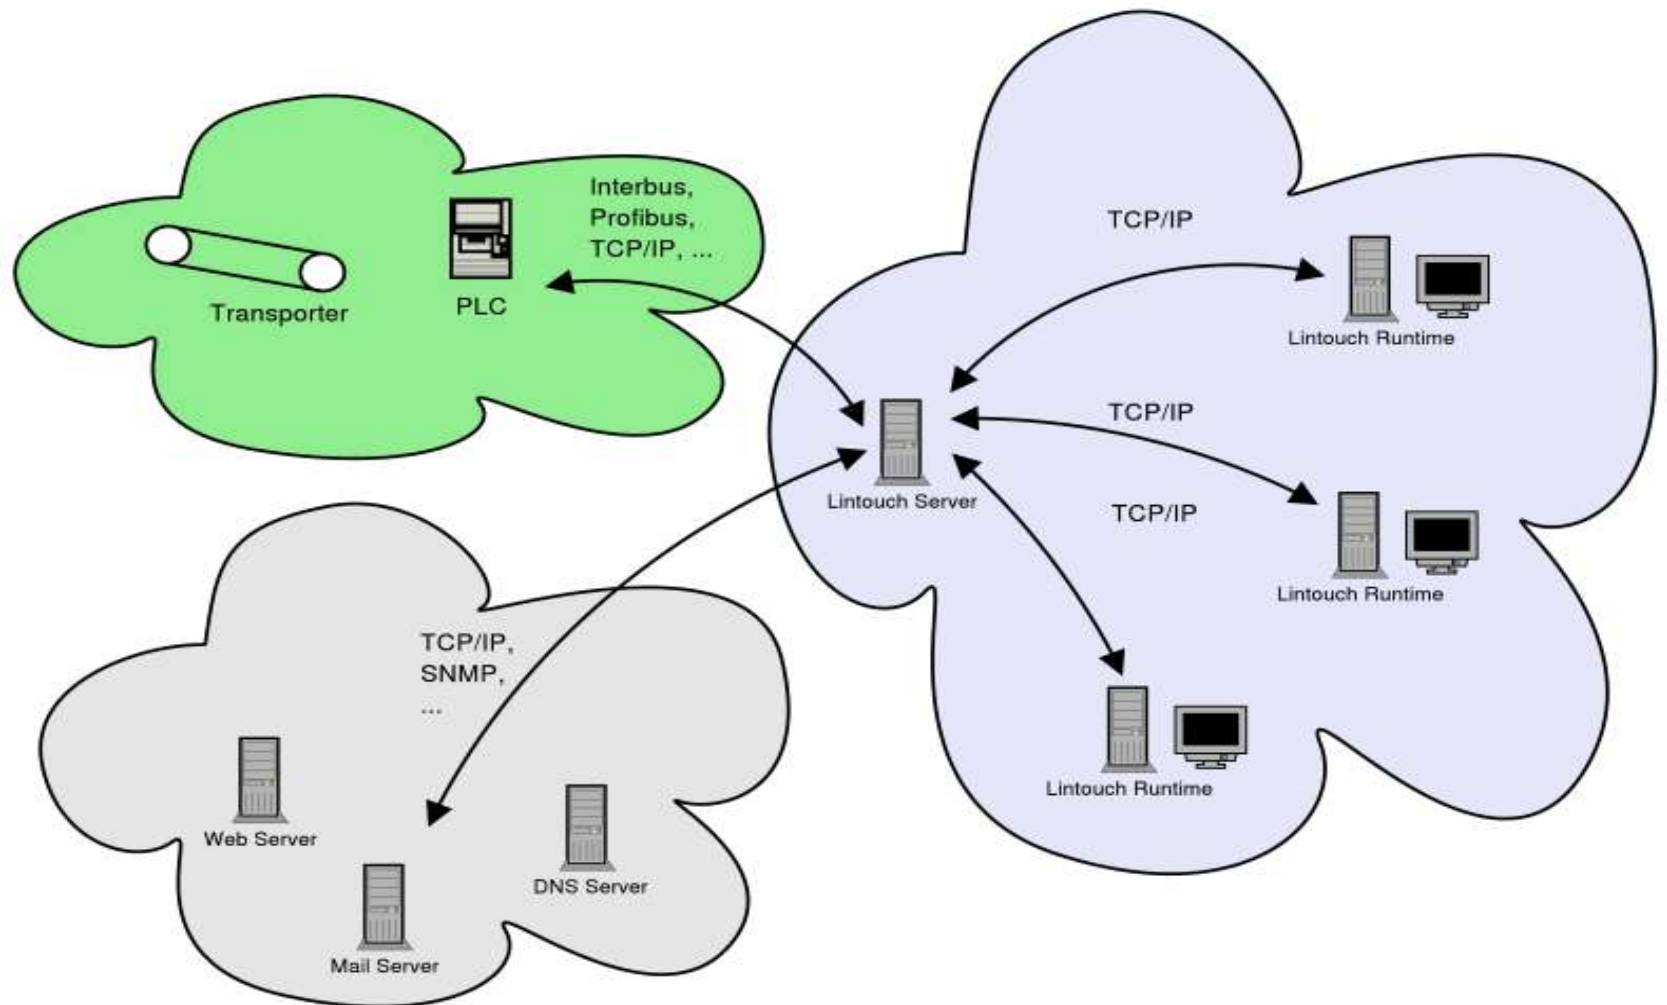 Interbus,
Profibus,
TCP/IP, ...
Transporter
PLC
TCP/IP
Lintouch Runtime
TCP/IP
Lintouch Server
TCP/IP
Lintouch Runtime
Lintouch Runtime
TCP/IP,
SNMP,
...
Web Server
DNS Server
Mail Server